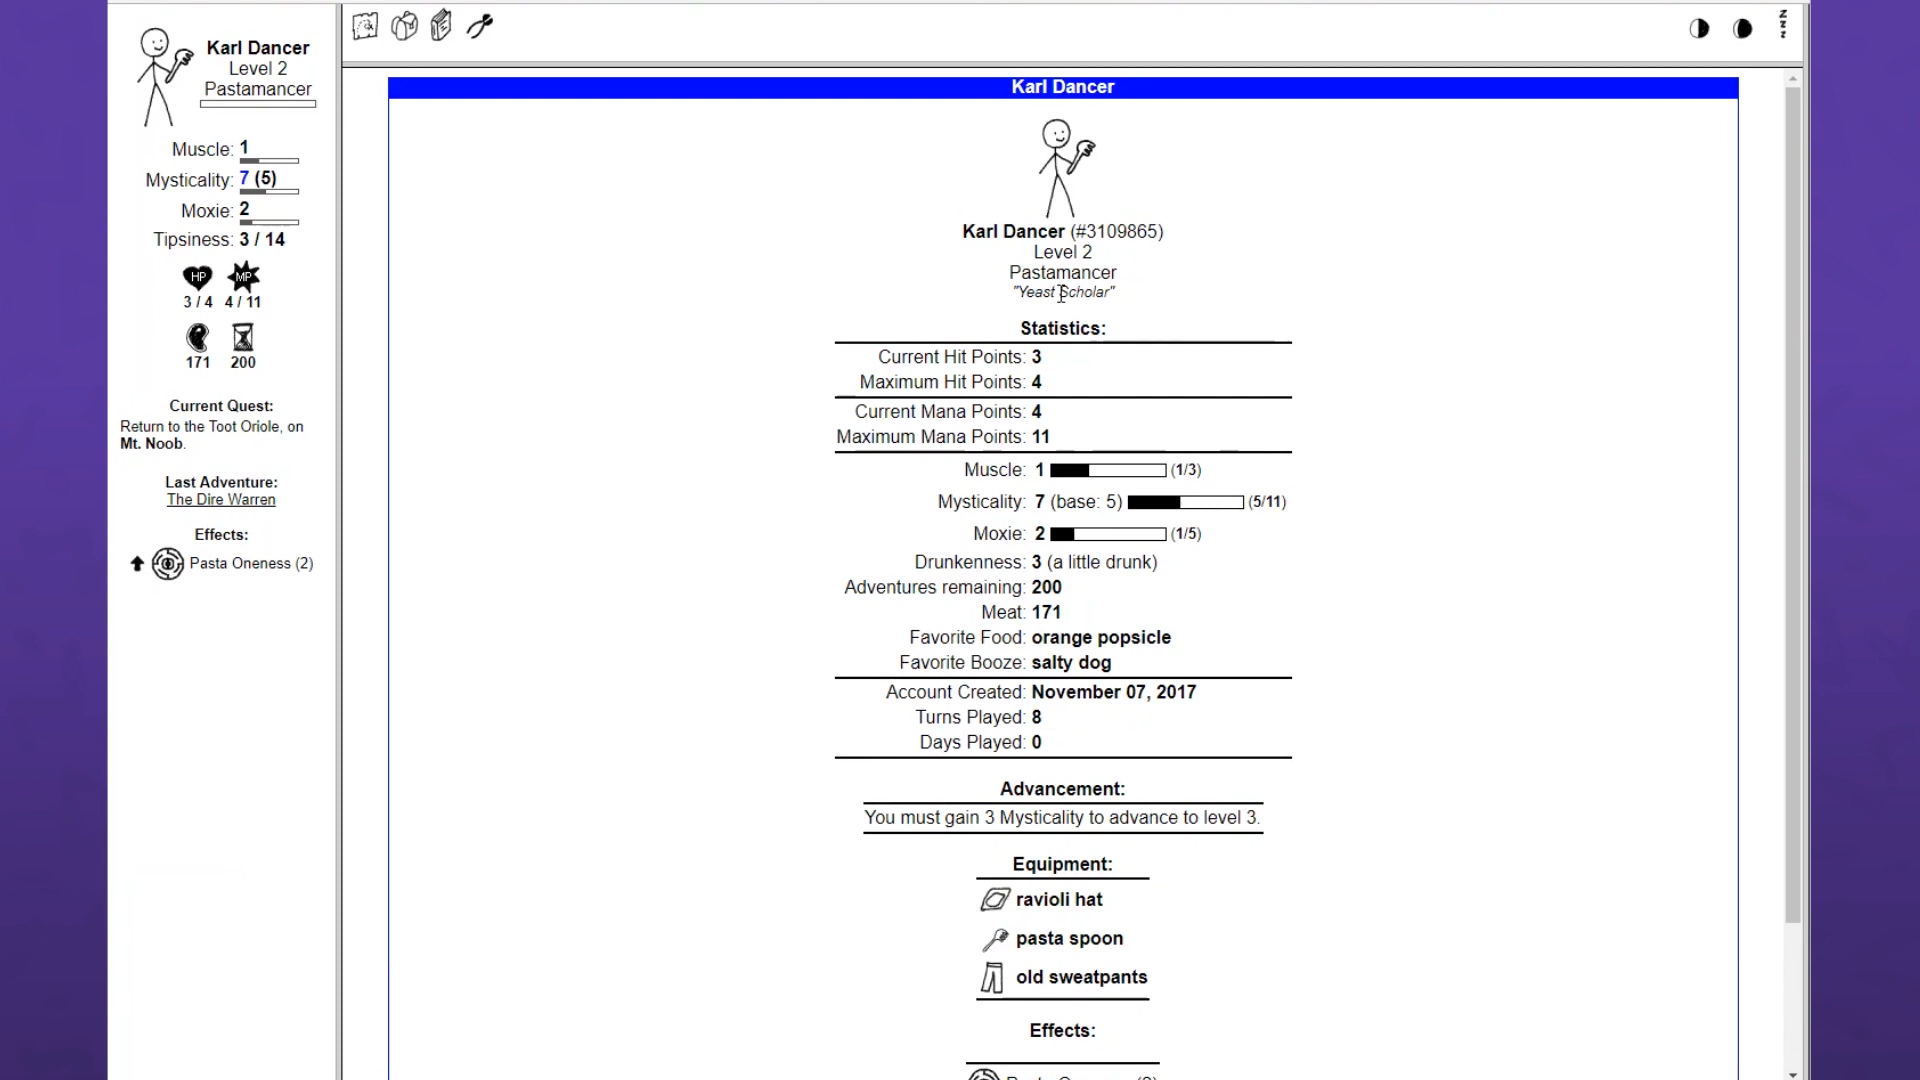 Karl Dancer
Level 2
Pastamancer
Muscle: 1
Mysticality: 7 (5)
Moxie: 2
Tipsiness: 3 / 14
HP MP
3 / 4 4 / 11
171 200
Current Quest:
Return to the Toot Oriole, on
Mt. Noob.
Last Adventure:
The Dire Warren
Effects:
Pasta Oneness (2)
Z
z
z
Karl Dancer
Karl Dancer (#3109865)
Level 2
Pastamancer
"Yeast Scholar"
Statistics:
Current Hit Points: 3
Maximum Hit Points: 4
Current Mana Points: 4
Maximum Mana Points: 11
Muscle: 1 (1/3)
Mysticality: 7 (base: 5) (5/11)
Moxie: 2 (1/5)
Drunkenness: 3 (a little drunk)
Adventures remaining: 200
Meat: 171
Favorite Food: orange popsicle
Favorite Booze: salty dog
Account Created: November 07, 2017
Turns Played: 8
Days Played: 0
Advancement:
You must gain 3 Mysticality to advance to level 3.
Equipment:
ravioli hat
pasta spoon
old sweatpants
Effects: